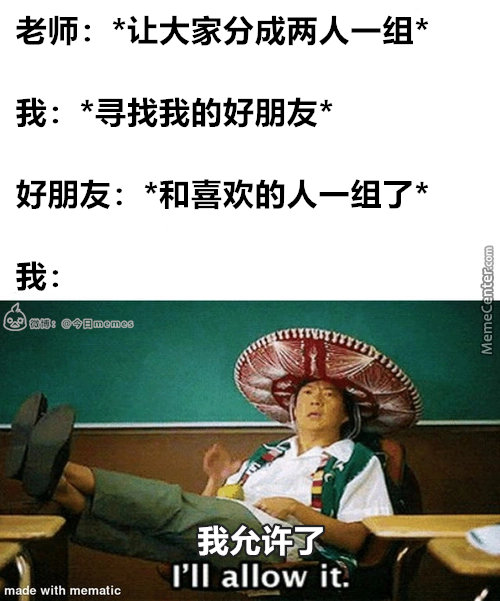 老师：*让大家分成两人一组*
我：*寻找我的好朋友*
好朋友：*和喜欢的人一组了*
我：
MemeCenter.com
微博：@今日memes
我允许了
I'll allow it.
made with mematic